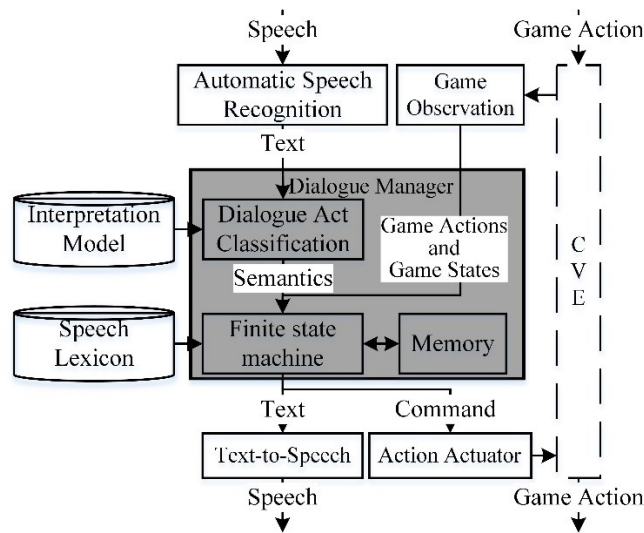 Speech
Game Action
Automatic Speech
Recognition
Game
Observation
Text
Dialogue Manager
Interpretation
Model
Dialogue Act
Classification
Game Actions
and
Game States
C
V
E
Semantics
Speech
Lexicon
Finite state
machine
Memory
Text
Command
Text-to-Speech
Action Actuator
Speech
Game Action